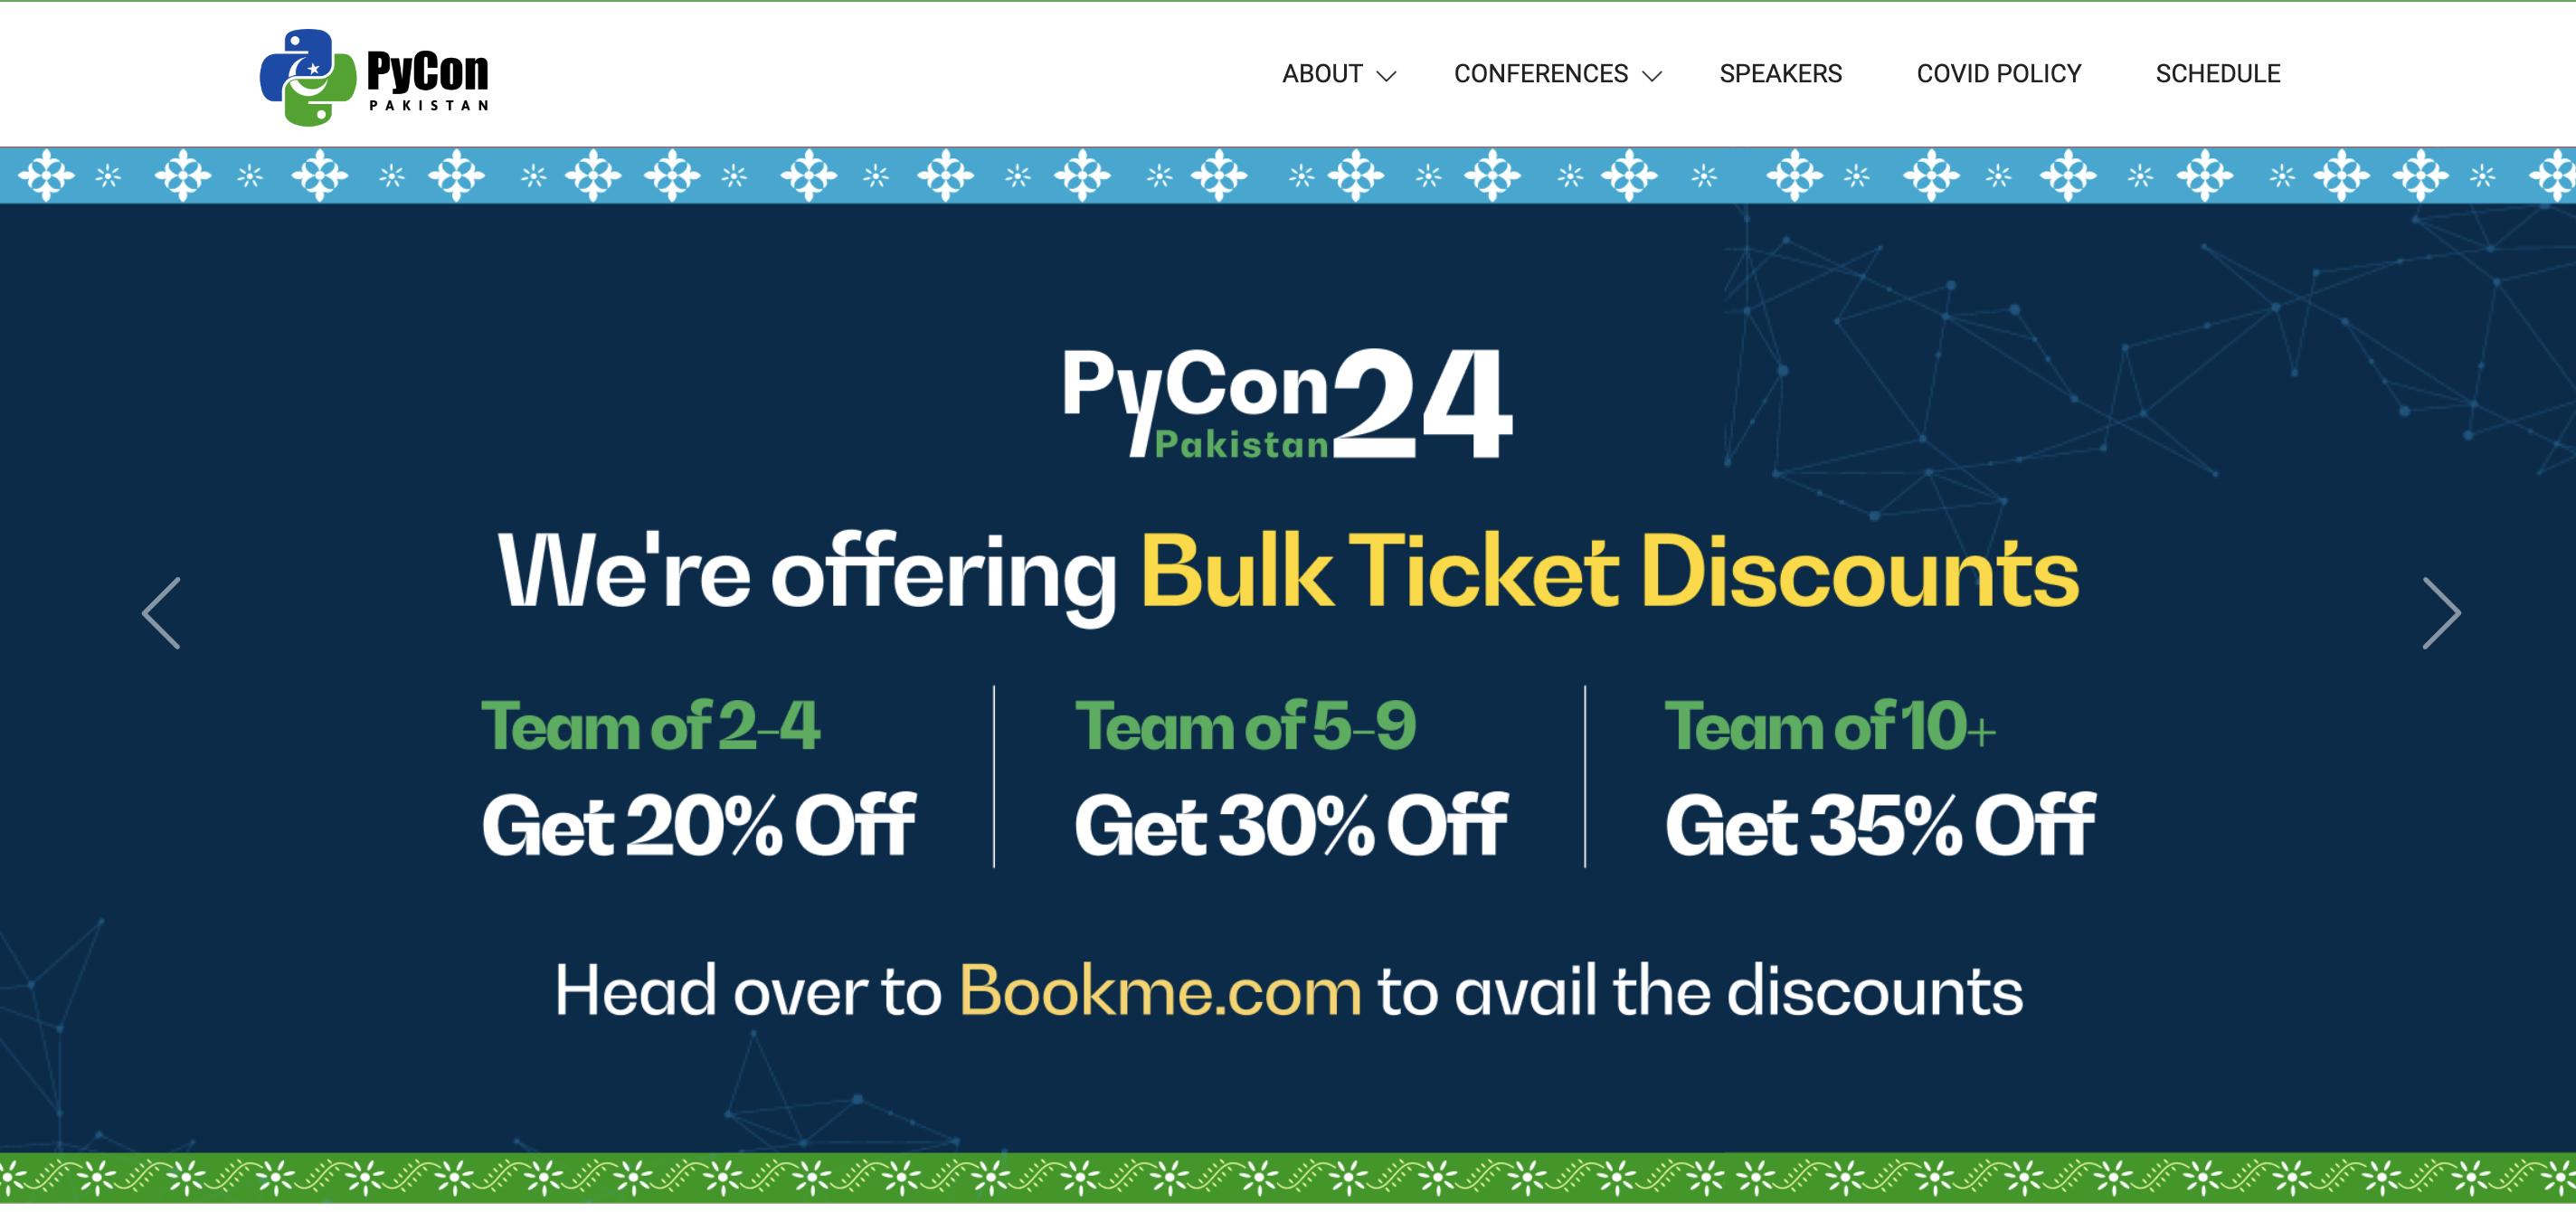 PyCon
PAKISTAN
ABOUT
CONFERENCES
SPEAKERS
COVID POLICY
SCHEDULE
PyCon24
Pakistan
We're offering Bulk Ticket Discounts
Team of 2-4
Get 20% Off
Team of 5-9
Get 30% Off
Team of 10+
Get 35% Off
Head over to Bookme.com to avail the discounts